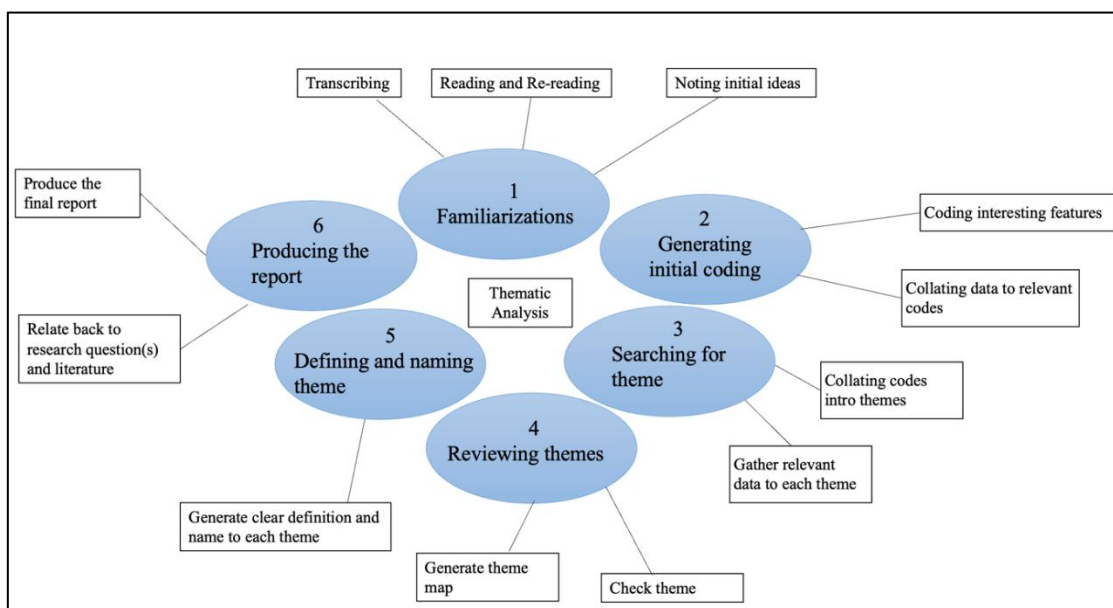 Transcribing
Reading and Re-reading
Noting initial ideas
1
Familiarizations
Coding interesting features
2
Generating
initial coding
Collating data to relevant
codes
3
Searching for
theme
Collating codes
intro themes
Gather relevant
data to each theme
4
Reviewing themes
Check theme
Generate theme
map
5
Defining and naming
theme
Generate clear definition and
name to each theme
6
Producing the
report
Produce the
final report
Relate back to
research question(s)
and literature
Thematic
Analysis